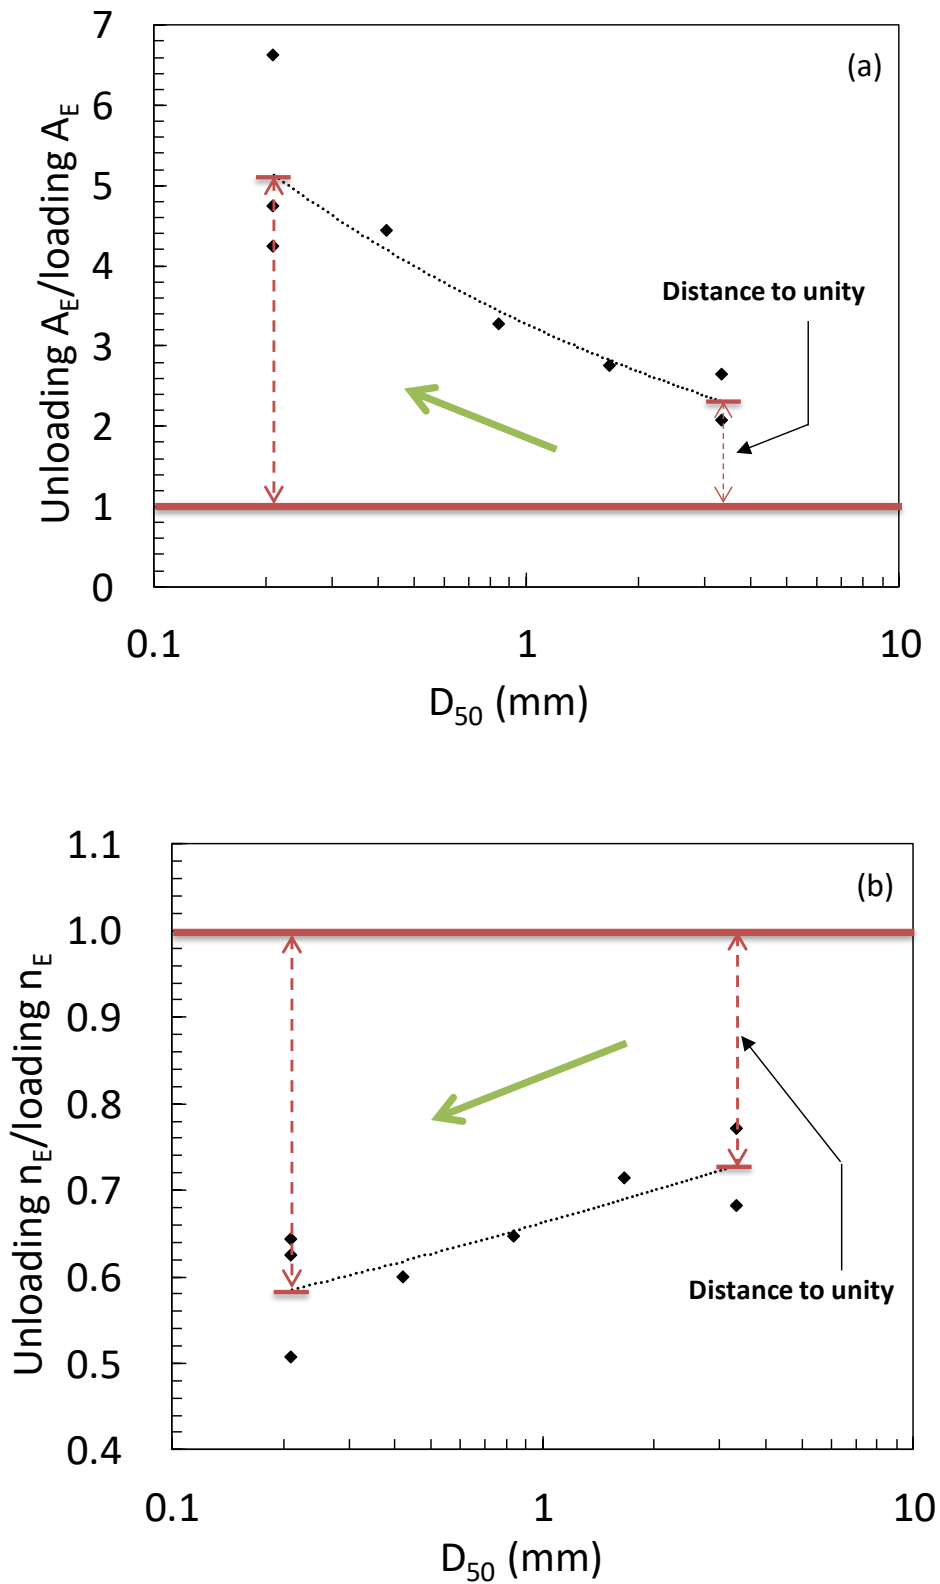 7
(a)
6
5
4
Distance to unity
3
2
1
0
Unloading A_E/loading A_E
0.1 1 10
D_50 (mm)
1.1
(b)
1.0
0.9
0.8
0.7
0.6
Distance to unity
0.5
0.4
Unloading n_E/loading n_E
0.1 1 10
D_50 (mm)